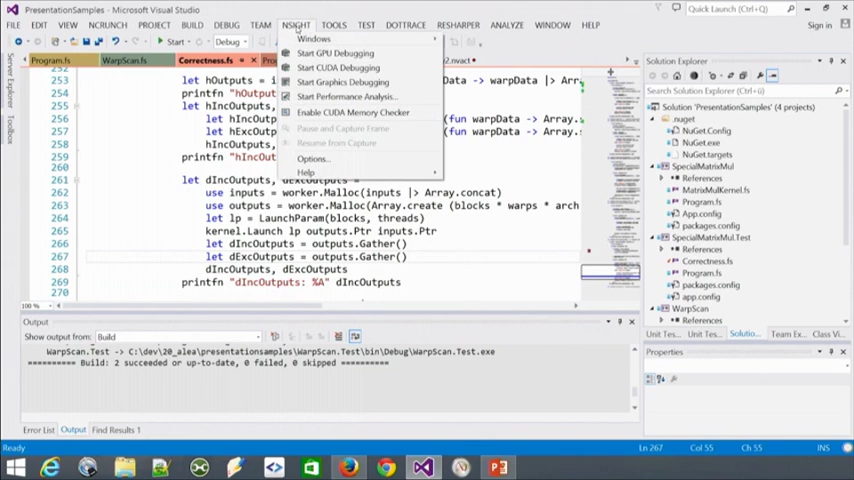 PresentationSamples - Microsoft Visual Studio
Quick Launch (Ctrl+Q)
FILE EDIT VIEW NCRUNCH PROJECT BUILD DEBUG TEAM NSIGHT TOOLS TEST DOTTRACE RESHARPER ANALYZE WINDOW HELP
Sign in
Start Debug
Windows
Start GPU Debugging
Start CUDA Debugging
Start Graphics Debugging
Start Performance Analysis...
Enable CUDA Memory Checker
Pause and Capture Frame
Resume from Capture
Options...
Help
Server Explorer
Toolbox
Program.fs WarpScan.fs Correctness.fs
2.nvact
252
253 let hOutputs = i
254 printfn "hOutput
255 let hIncOutputs,
256 let hIncOutp
257 let hExcOutp
258 hIncOutputs,
259 printfn "hIncOut
260
261 let dIncOutputs, dExcOutputs =
262 use inputs = worker.Malloc(inputs |> Array.concat)
263 use outputs = worker.Malloc(Array.create (blocks * warps * arch
264 let lp = LaunchParam(blocks, threads)
265 kernel.Launch lp outputs.Ptr inputs.Ptr
266 let dIncOutputs = outputs.Gather()
267 let dExcOutputs = outputs.Gather()
268 dIncOutputs, dExcOutputs
269 printfn "dIncOutputs: %A" dIncOutputs
270
rpData -> warpData |> Arr
(fun warpData -> Array.
(fun warpData -> Array.
100 %
Output
Show output from: Build
WarpScan.Test -> C:\dev\20_alea\presentationsamples\WarpScan.Test\bin\Debug\WarpScan.Test.exe
========== Build: 2 succeeded or up-to-date, 0 failed, 0 skipped ==========
Error List Output Find Results 1
Solution Explorer
Search Solution Explorer (Ctrl+ü)
Solution 'PresentationSamples' (4 projects)
.nuget
NuGet.Config
NuGet.exe
NuGet.targets
SpecialMatrixMul
References
MatrixMulKernel.fs
Program.fs
App.config
packages.config
SpecialMatrixMul.Test
References
Correctness.fs
Program.fs
packages.config
app.config
WarpScan
References
Unit Tes... Unit Tes... Solutio... Team Ex... Class Vi...
Properties
Ready
Ln 267 Col 55 Ch 55 INS